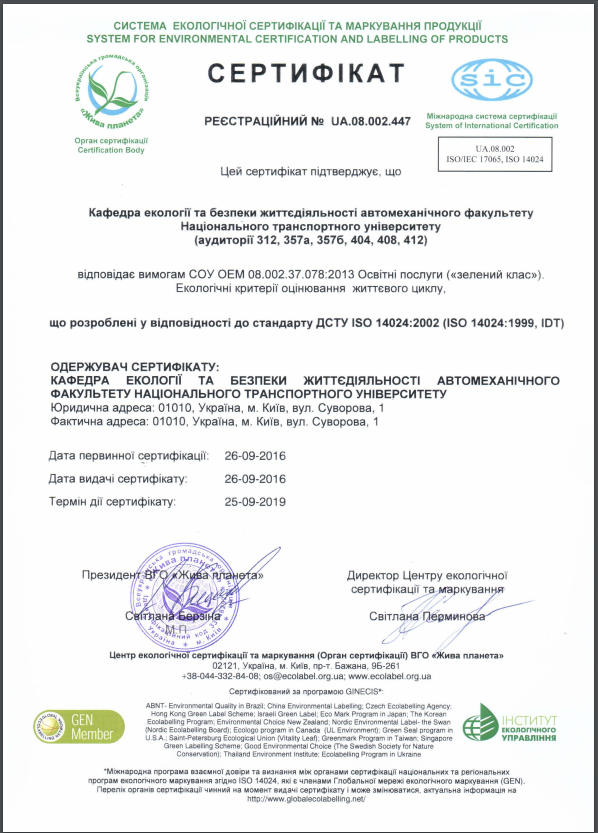 СИСТЕМА ЕКОЛОГІЧНОЇ СЕРТИФІКАЦІЇ ТА МАРКУВАННЯ ПРОДУКЦІЇ
SYSTEM FOR ENVIRONMENTAL CERTIFICATION AND LABELLING OF PRODUCTS
Всеукраїнська громадська організація
«Жива планета»
Орган сертифікації
Certification Body
СЕРТИФІКАТ
РЕЄСТРАЦІЙНИЙ № UA.08.002.447
sic
Міжнародна система сертифікації
System of International Certification
UA.08.002
ISO/IEC 17065, ISO 14024
Цей сертифікат підтверджує, що
Кафедра екології та безпеки життєдіяльності автомеханічного факультету
Національного транспортного університету
(аудиторії 312, 357а, 357б, 404, 408, 412)
відповідає вимогам СОУ ОЕМ 08.002.37.078:2013 Освітні послуги («зелений клас»).
Екологічні критерії оцінювання життєвого циклу,
що розроблені у відповідності до стандарту ДСТУ ISO 14024:2002 (ISO 14024:1999, IDT)
ОДЕРЖУВАЧ СЕРТИФІКАТУ:
КАФЕДРА ЕКОЛОГІЇ ТА БЕЗПЕКИ ЖИТТЄДІЯЛЬНОСТІ АВТОМЕХАНІЧНОГО
ФАКУЛЬТЕТУ НАЦІОНАЛЬНОГО ТРАНСПОРТНОГО УНІВЕРСИТЕТУ
Юридична адреса: 01010, Україна, м. Київ, вул. Суворова, 1
Фактична адреса: 01010, Україна, м. Київ, вул. Суворова, 1
Дата первинної сертифікації: 26-09-2016
Дата видачі сертифікату: 26-09-2016
Термін дії сертифікату: 25-09-2019
Президент ВГО «Жива планета»
Світлана Берзіна
М.П.
Директор Центру екологічної
сертифікації та маркування
Світлана Перминова
Центр екологічної сертифікації та маркування (Орган сертифікації) ВГО «Жива планета»
02121, Україна, м. Київ, пр-т. Бажана, 95-261
+38-044-332-84-08; os@ecolabel.org.ua; www.ecolabel.org.ua
Сертифікований за програмою GINECIS*:
ABNT- Environmental Quality in Brazil; China Environmental Labelling; Czech Ecolabelling Agency;
Hong Kong Green Label Scheme; Israeli Green Label; Eco Mark Program in Japan; The Korean
Ecolabelling Program; Environmental Choice New Zealand; Nordic Environmental Label- the Swan
(Nordic Ecolabelling Board); Ecologo program in Canada (UL Environment); Green Seal program in
U.S.A.; Saint-Petersburg Ecological Union (Vitality Leaf); Greenmark Program in Taiwan; Singapore
Green Labelling Scheme; Good Environmental Choice (The Swedish Society for Nature
Conservation); Thailand Environment Institute; Ecolabelling Program in Ukraine
GEN
Member
ІНСТИТУТ
ЕКОЛОГІЧНОГО
УПРАВЛІННЯ
*Міжнародна програма взаємної довіри та визнання між органами сертифікації національних та регіональних
програм екологічного маркування згідно ISO 14024, які є членами Глобальної мережі екологічного маркування (GEN).
Перелік органів сертифікації чинний на момент видачі сертифікату і може змінюватися, актуальна інформація на
http://www.globalecolabelling.net/